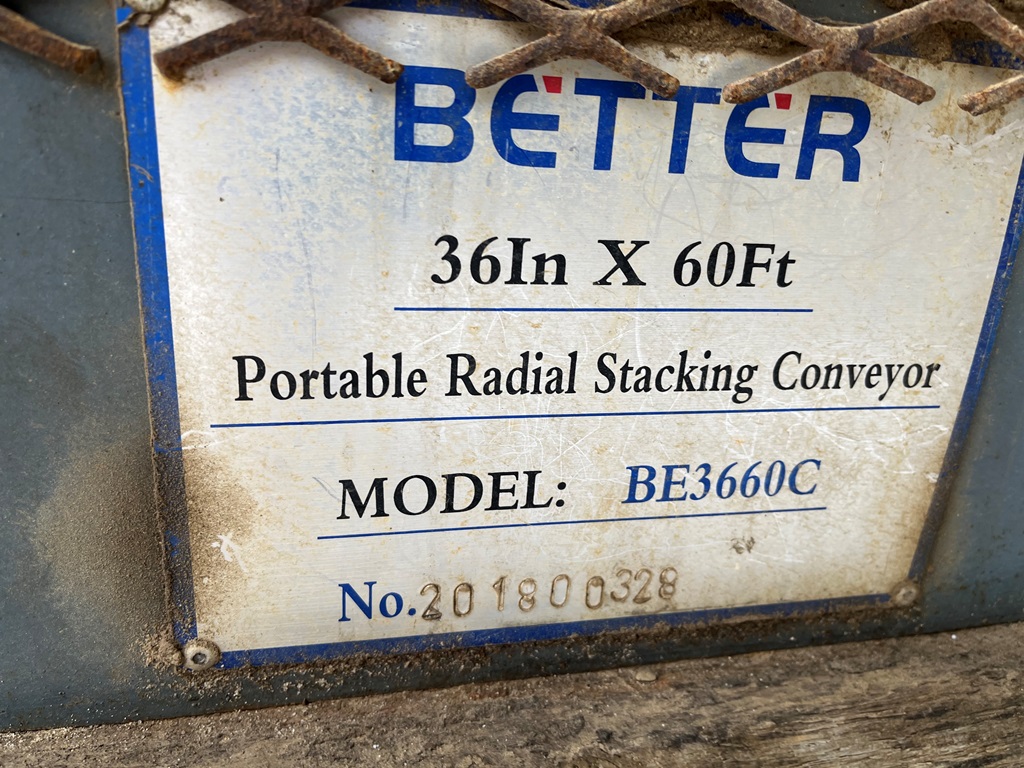 BETTER
36In X 60Ft
Portable Radial Stacking Conveyor
MODEL: BE3660C
No.201800328